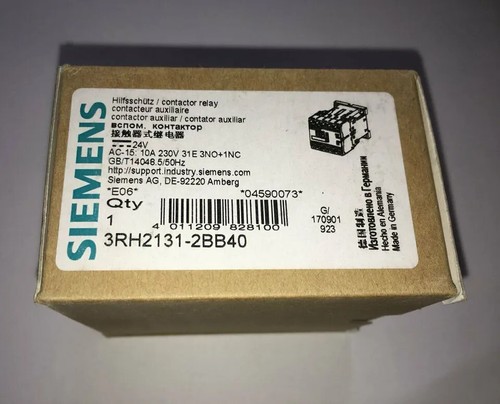 SIEMENS
Hilfsschütz / contactor relay
contacteur auxiliaire
contactor auxiliar / contator auxiliar
вспом. контактор
接触器式继电器
24V
AC-15: 10A 230V 31E 3NO+1NC
GB/T14048.5/50Hz
http://support.industry.siemens.com
Siemens AG, DE-92220 Amberg
*E06* *04590073*
Qty
1
4 011209 828100
3RH2131-2BB40
G/
170901
923
德国制造
Изготовлено в Германии
Hecho en Alemania
Made in Germany